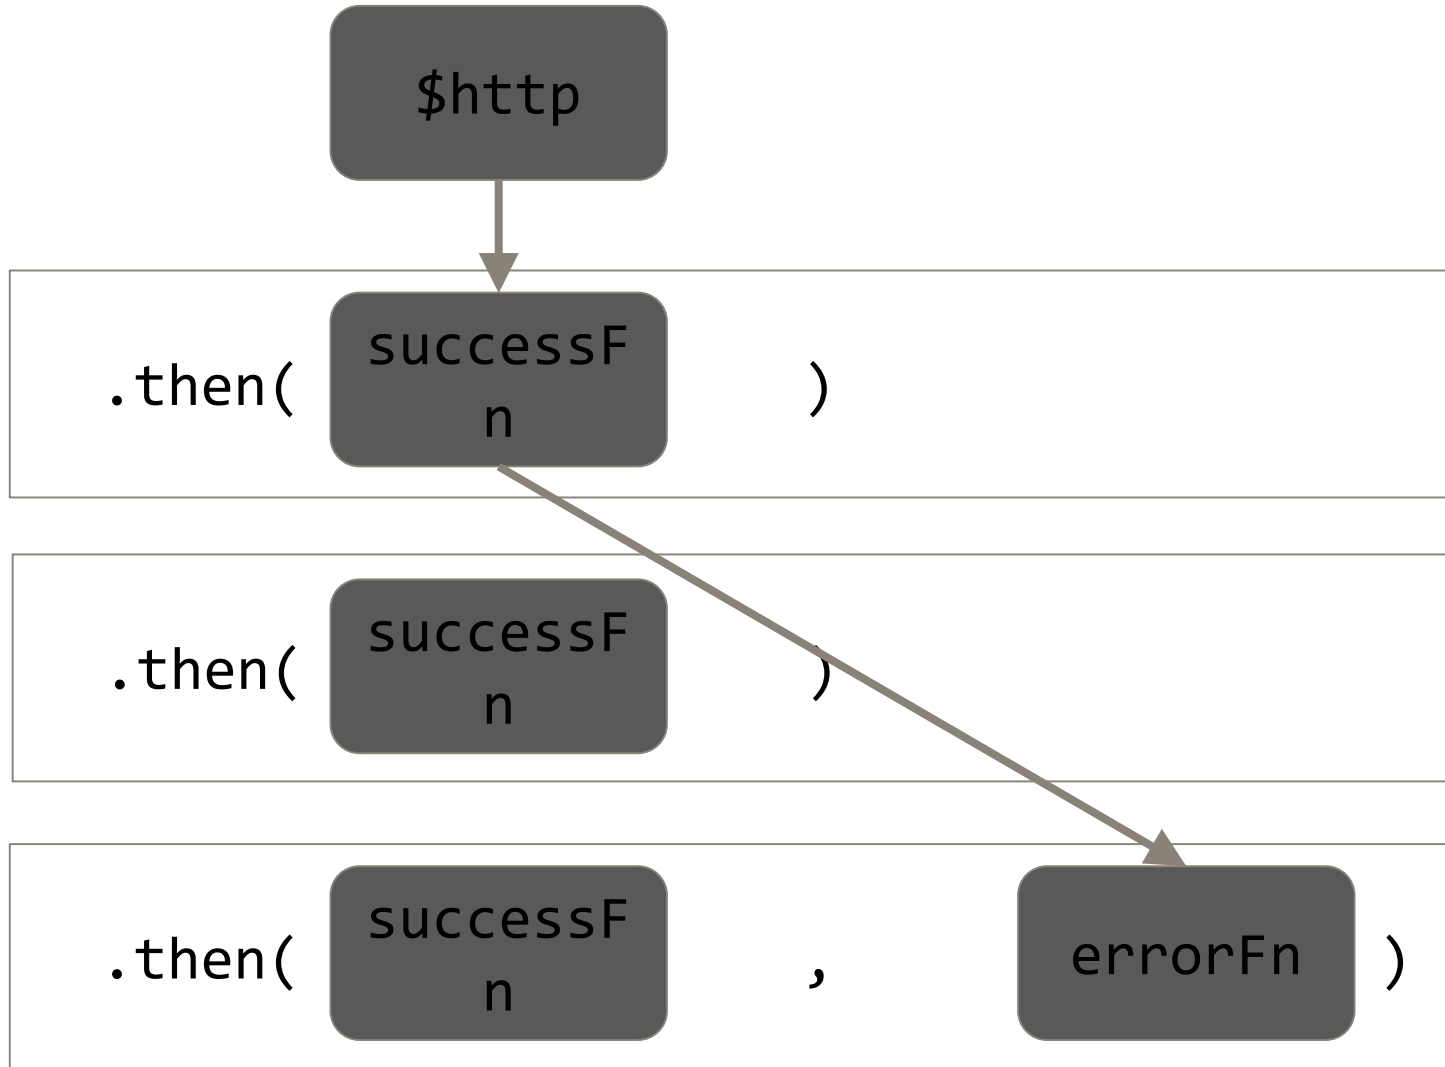 $http
.then( successF
n )
.then( successF
n )
.then( successF
n , errorFn )